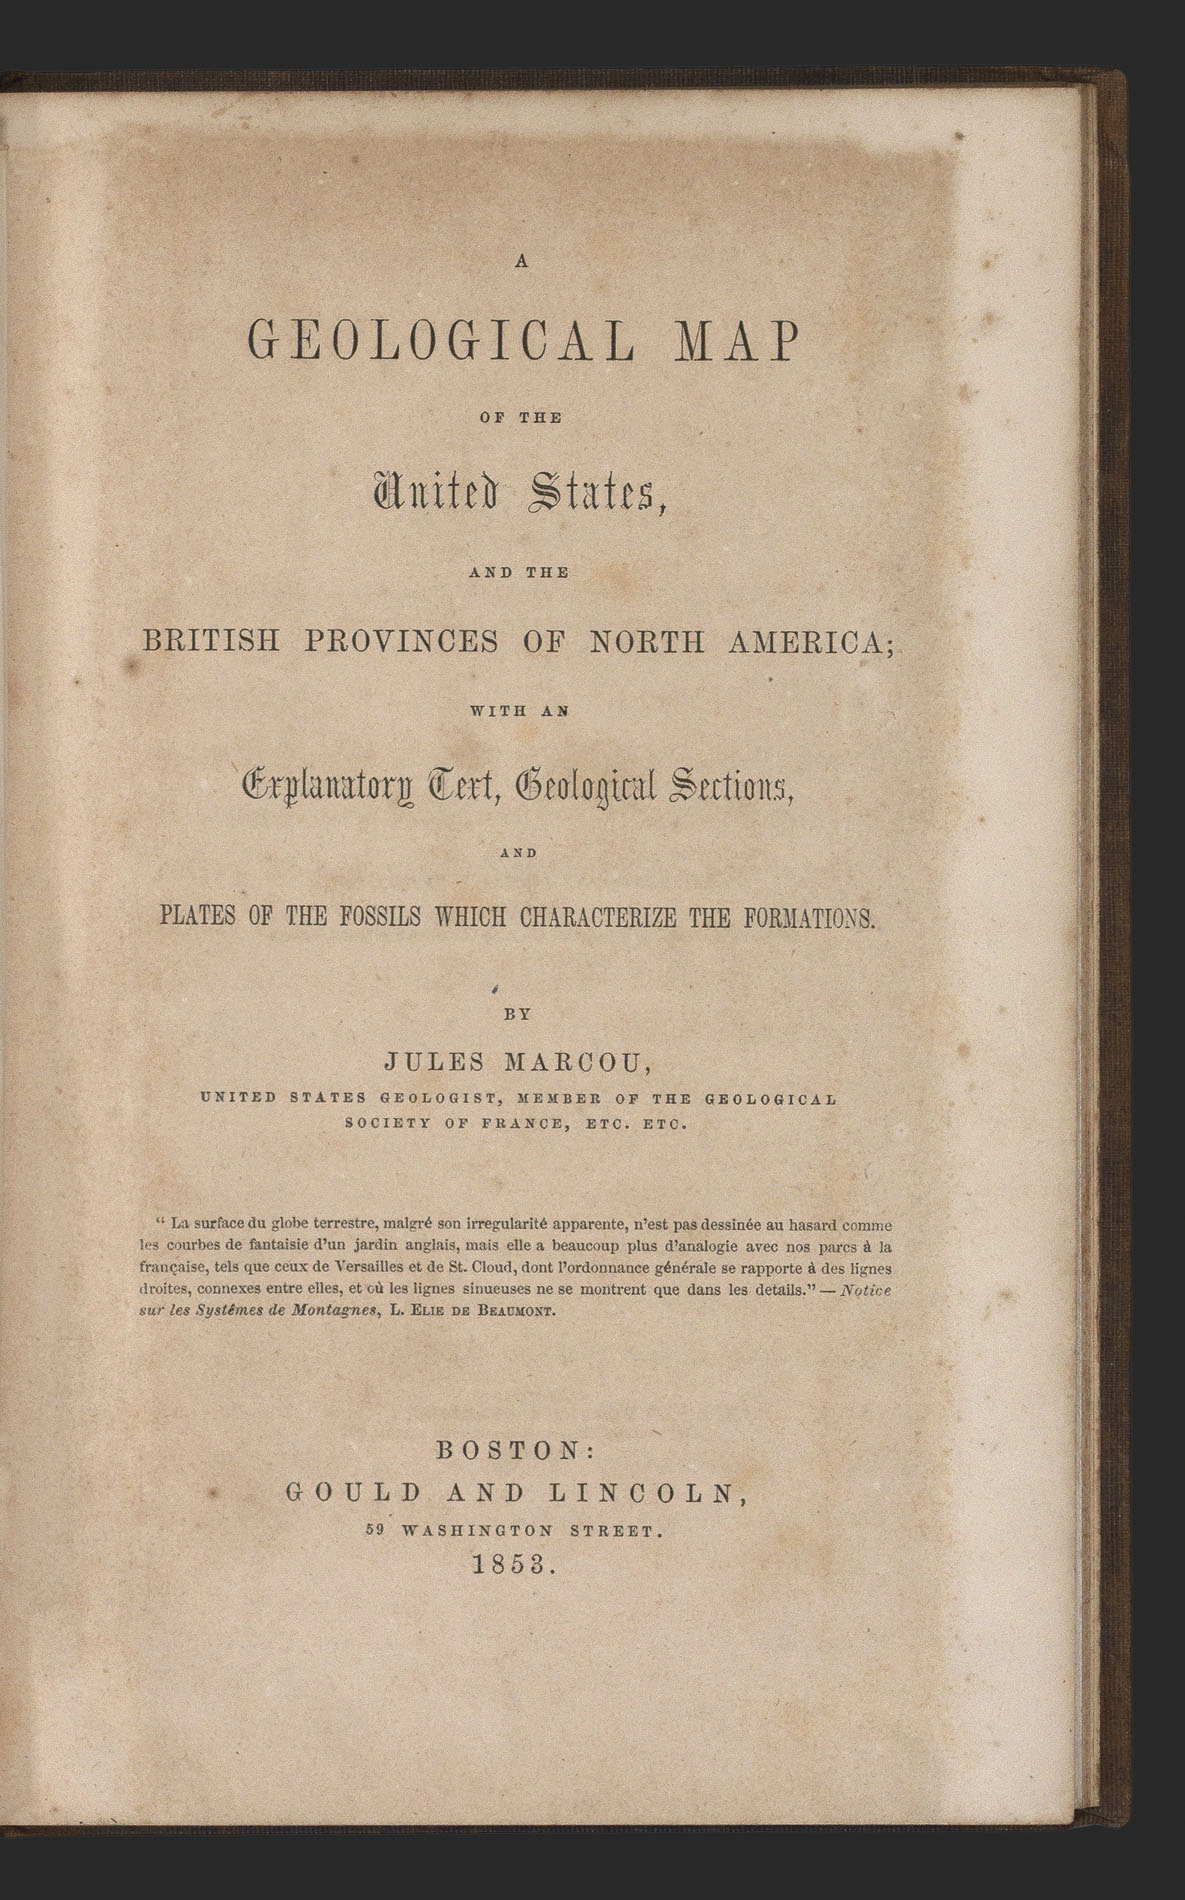 A
GEOLOGICAL MAP
OF THE
United States,
AND THE
BRITISH PROVINCES OF NORTH AMERICA;
WITH AN
Explanatory Text, Geological Sections,
AND
PLATES OF THE FOSSILS WHICH CHARACTERIZE THE FORMATIONS.
BY
JULES MARCOU,
UNITED STATES GEOLOGIST, MEMBER OF THE GEOLOGICAL
SOCIETY OF FRANCE, ETC. ETC.
“ La surface du globe terrestre, malgré son irregularité apparente, n’est pas dessinée au hasard comme
les courbes de fantaisie d’un jardin anglais, mais elle a beaucoup plus d’analogie avec nos parcs à la
française, tels que ceux de Versailles et de St. Cloud, dont l’ordonnance générale se rapporte à des lignes
droites, connexes entre elles, et où les lignes sinueuses ne se montrent que dans les details.” — Notice
sur les Systêmes de Montagnes, L. ELIE DE BEAUMONT.
BOSTON:
GOULD AND LINCOLN,
59 WASHINGTON STREET.
1853.